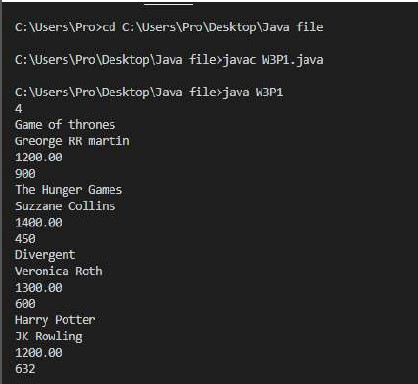 C:\Users\Pro>cd C:\Users\Pro\Desktop\Java file
C:\Users\Pro\Desktop\Java file>javac W3P1.java
C:\Users\Pro\Desktop\Java file>java W3P1
4
Game of thrones
Greorge RR martin
1200.00
900
The Hunger Games
Suzzane Collins
1400.00
450
Divergent
Veronica Roth
1300.00
600
Harry Potter
JK Rowling
1200.00
632